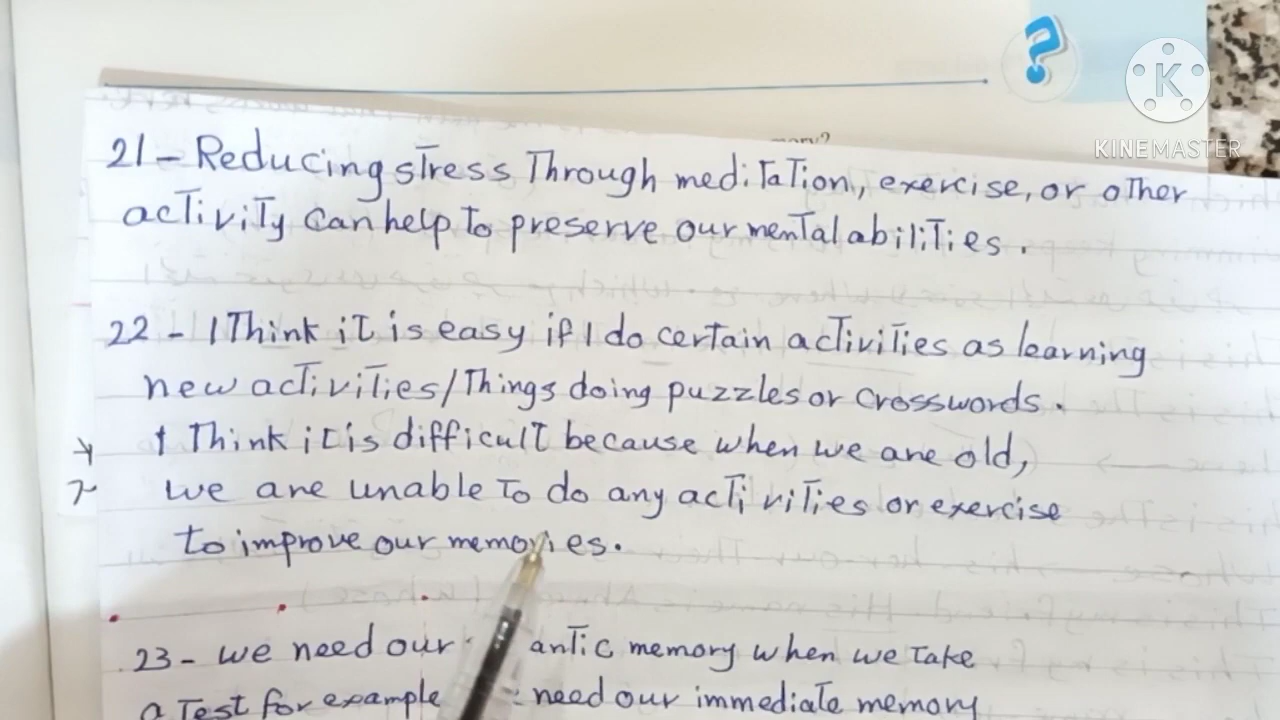 ?
K
KINEMASTER
21- Reducing stress Through meditation, exercise, or other
activity can help to preserve our mental abilities.
22 - I Think it is easy if I do certain activities as learning
new activities/Things doing puzzles or crosswords.
I Think it is difficult because when we are old,
we are unable to do any activities or exercise
to improve our memories.
23- we need our antic memory when we take
a Test for example need our immediate memory